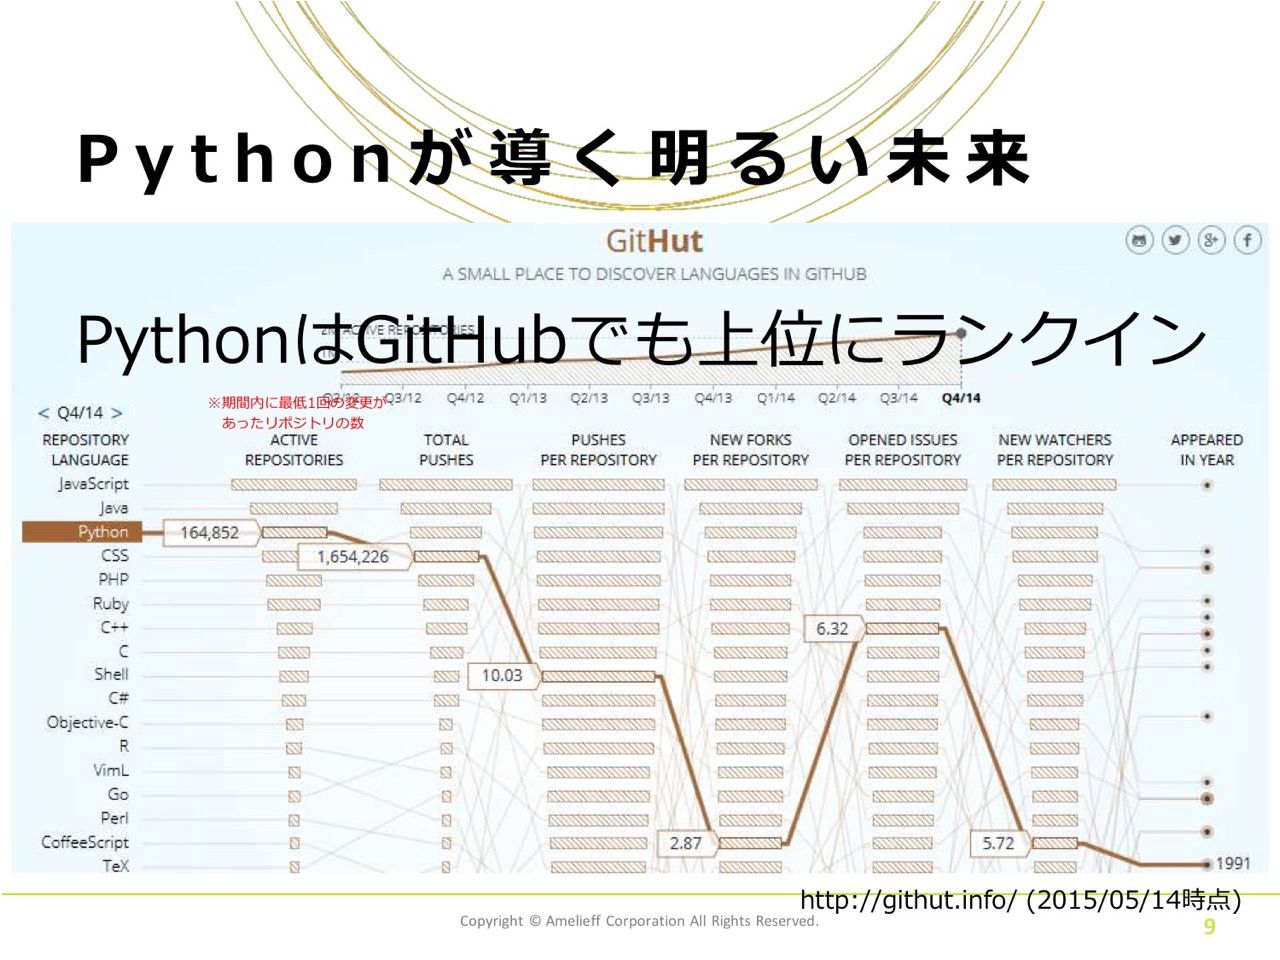 Pythonが導く明るい未来
GitHut
A SMALL PLACE TO DISCOVER LANGUAGES IN GITHUB
PythonはGitHubでも上位にランクイン
ACTIVE REPOSITORIES
Q3/12 Q4/12 Q1/13 Q2/13 Q3/13 Q4/13 Q1/14 Q2/14 Q3/14 Q4/14
< Q4/14 >
※期間内に最低1回の変更が
あったリポジトリの数
REPOSITORY LANGUAGE
ACTIVE REPOSITORIES
TOTAL PUSHES
PUSHES PER REPOSITORY
NEW FORKS PER REPOSITORY
OPENED ISSUES PER REPOSITORY
NEW WATCHERS PER REPOSITORY
APPEARED IN YEAR
JavaScript
Java
Python 164,852
CSS 1,654,226
PHP
Ruby
C++ 6.32
C
Shell 10.03
C#
Objective-C
R
VimL
Go
Perl
CoffeeScript 2.87 5.72
TeX 1991
http://githut.info/ (2015/05/14時点)
Copyright © Amelieff Corporation All Rights Reserved.
9